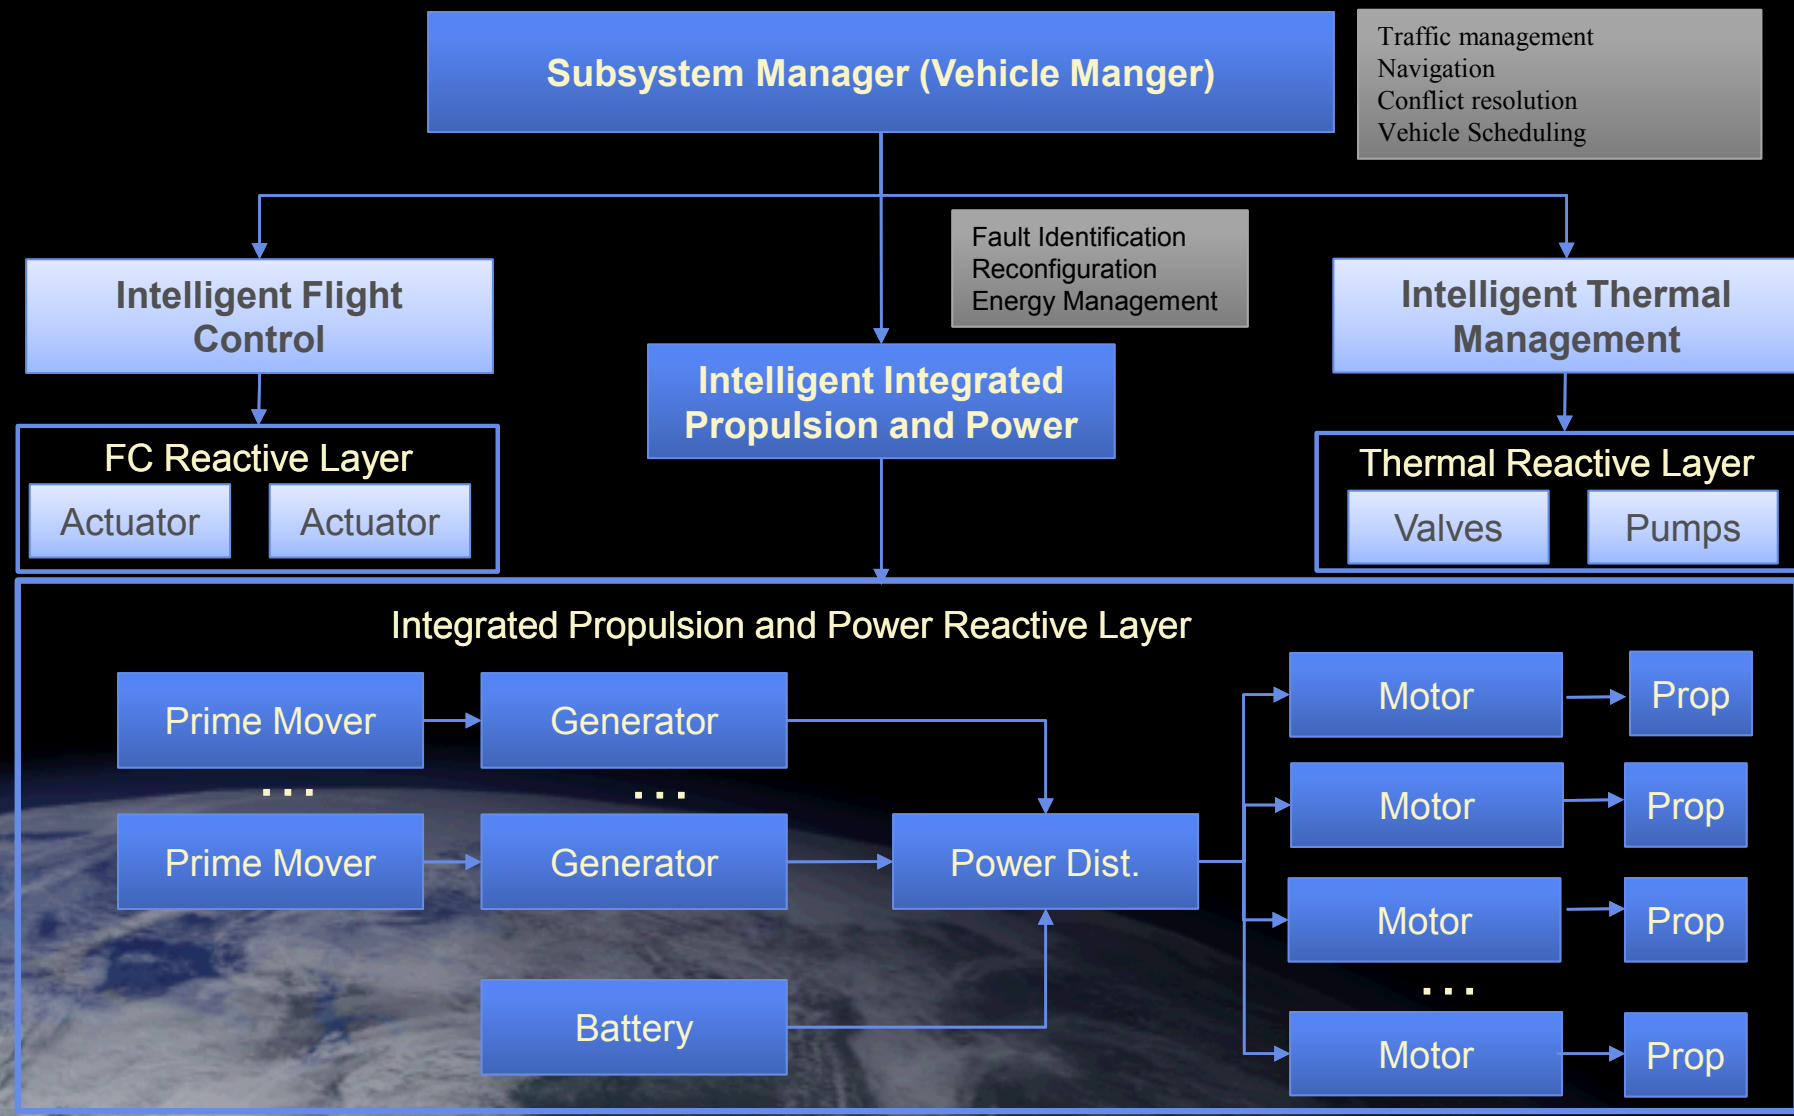 Subsystem Manager (Vehicle Manger)
Traffic management
Navigation
Conflict resolution
Vehicle Scheduling
Fault Identification
Reconfiguration
Energy Management
Intelligent Flight
Control
Intelligent Integrated
Propulsion and Power
Intelligent Thermal
Management
FC Reactive Layer
Actuator
Actuator
Thermal Reactive Layer
Valves
Pumps
Integrated Propulsion and Power Reactive Layer
Prime Mover
Generator
Motor
Prop
...
...
Motor
Prop
Prime Mover
Generator
Power Dist.
Motor
Prop
...
Battery
Motor
Prop